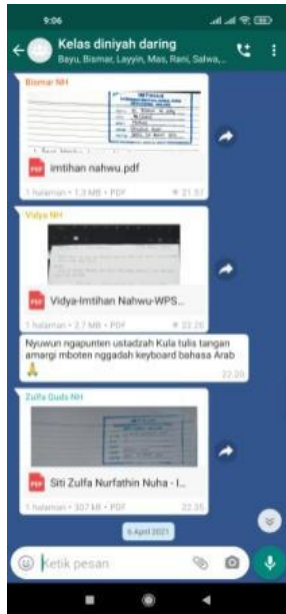 9:06
Kelas diniyah daring
Bayu, Bismar, Layyin, Mas, Rani, Salwa,...
Bismar NH
IMTIHAN
imtihan nahwu.pdf
1 halaman • 1.3 MB • PDF 21.57
Vidya NH
Vidya-Imtihan Nahwu-WPS...
1 halaman • 2.7 MB • PDF 22.20
Nyuwun ngapunten ustadzah Kula tulis tangan
amargi mboten nggadah keyboard bahasa Arab
22.20
Siti Zulfa Nurfathin Nuha - I...
1 halaman • 307 kB • PDF 22.35
6 April 2021
Ketik pesan